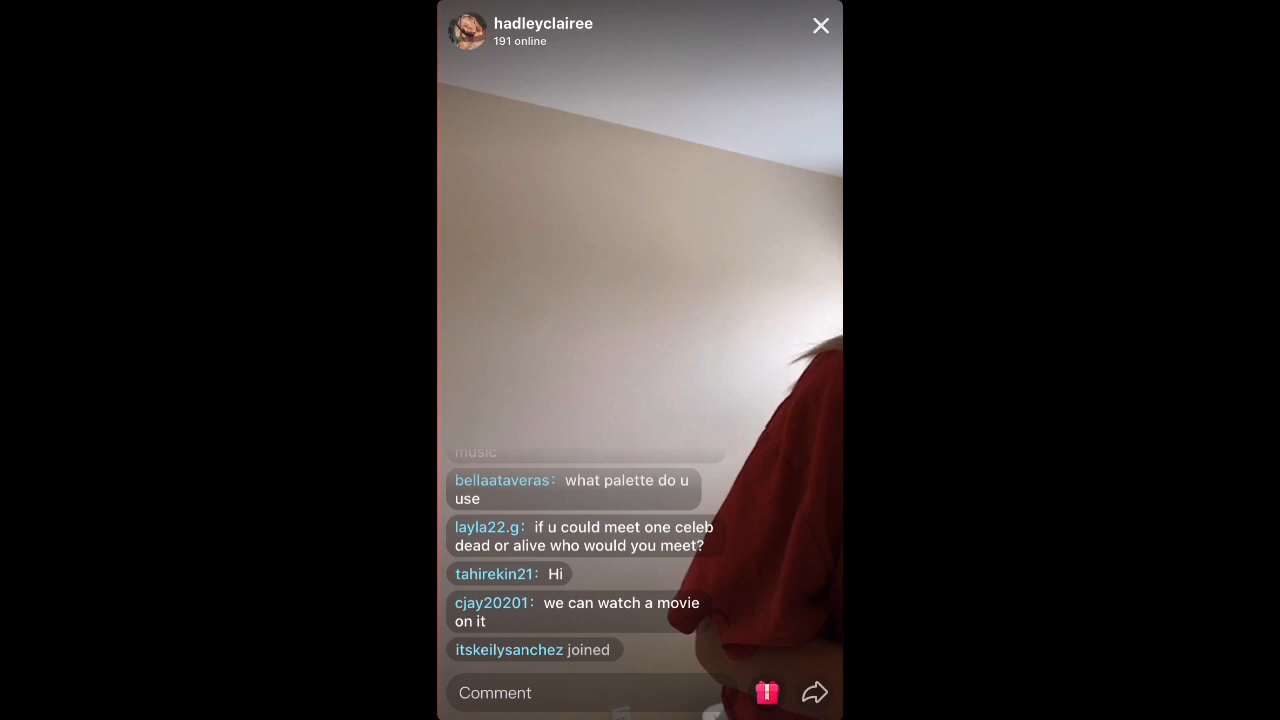 hadleyclairee
191 online
music
bellaataveras: what palette do u
use
layla22.g: if u could meet one celeb
dead or alive who would you meet?
tahirekin21: Hi
cjay20201: we can watch a movie
on it
itskeilysanchez joined
Comment